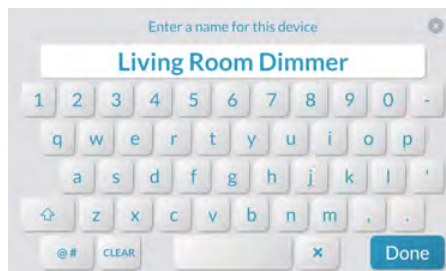 Enter a name for this device
Living Room Dimmer
1 2 3 4 5 6 7 8 9 0 -
q w e r t y u i o p
a s d f g h j k l '
z x c v b n m , .
@# CLEAR × Done